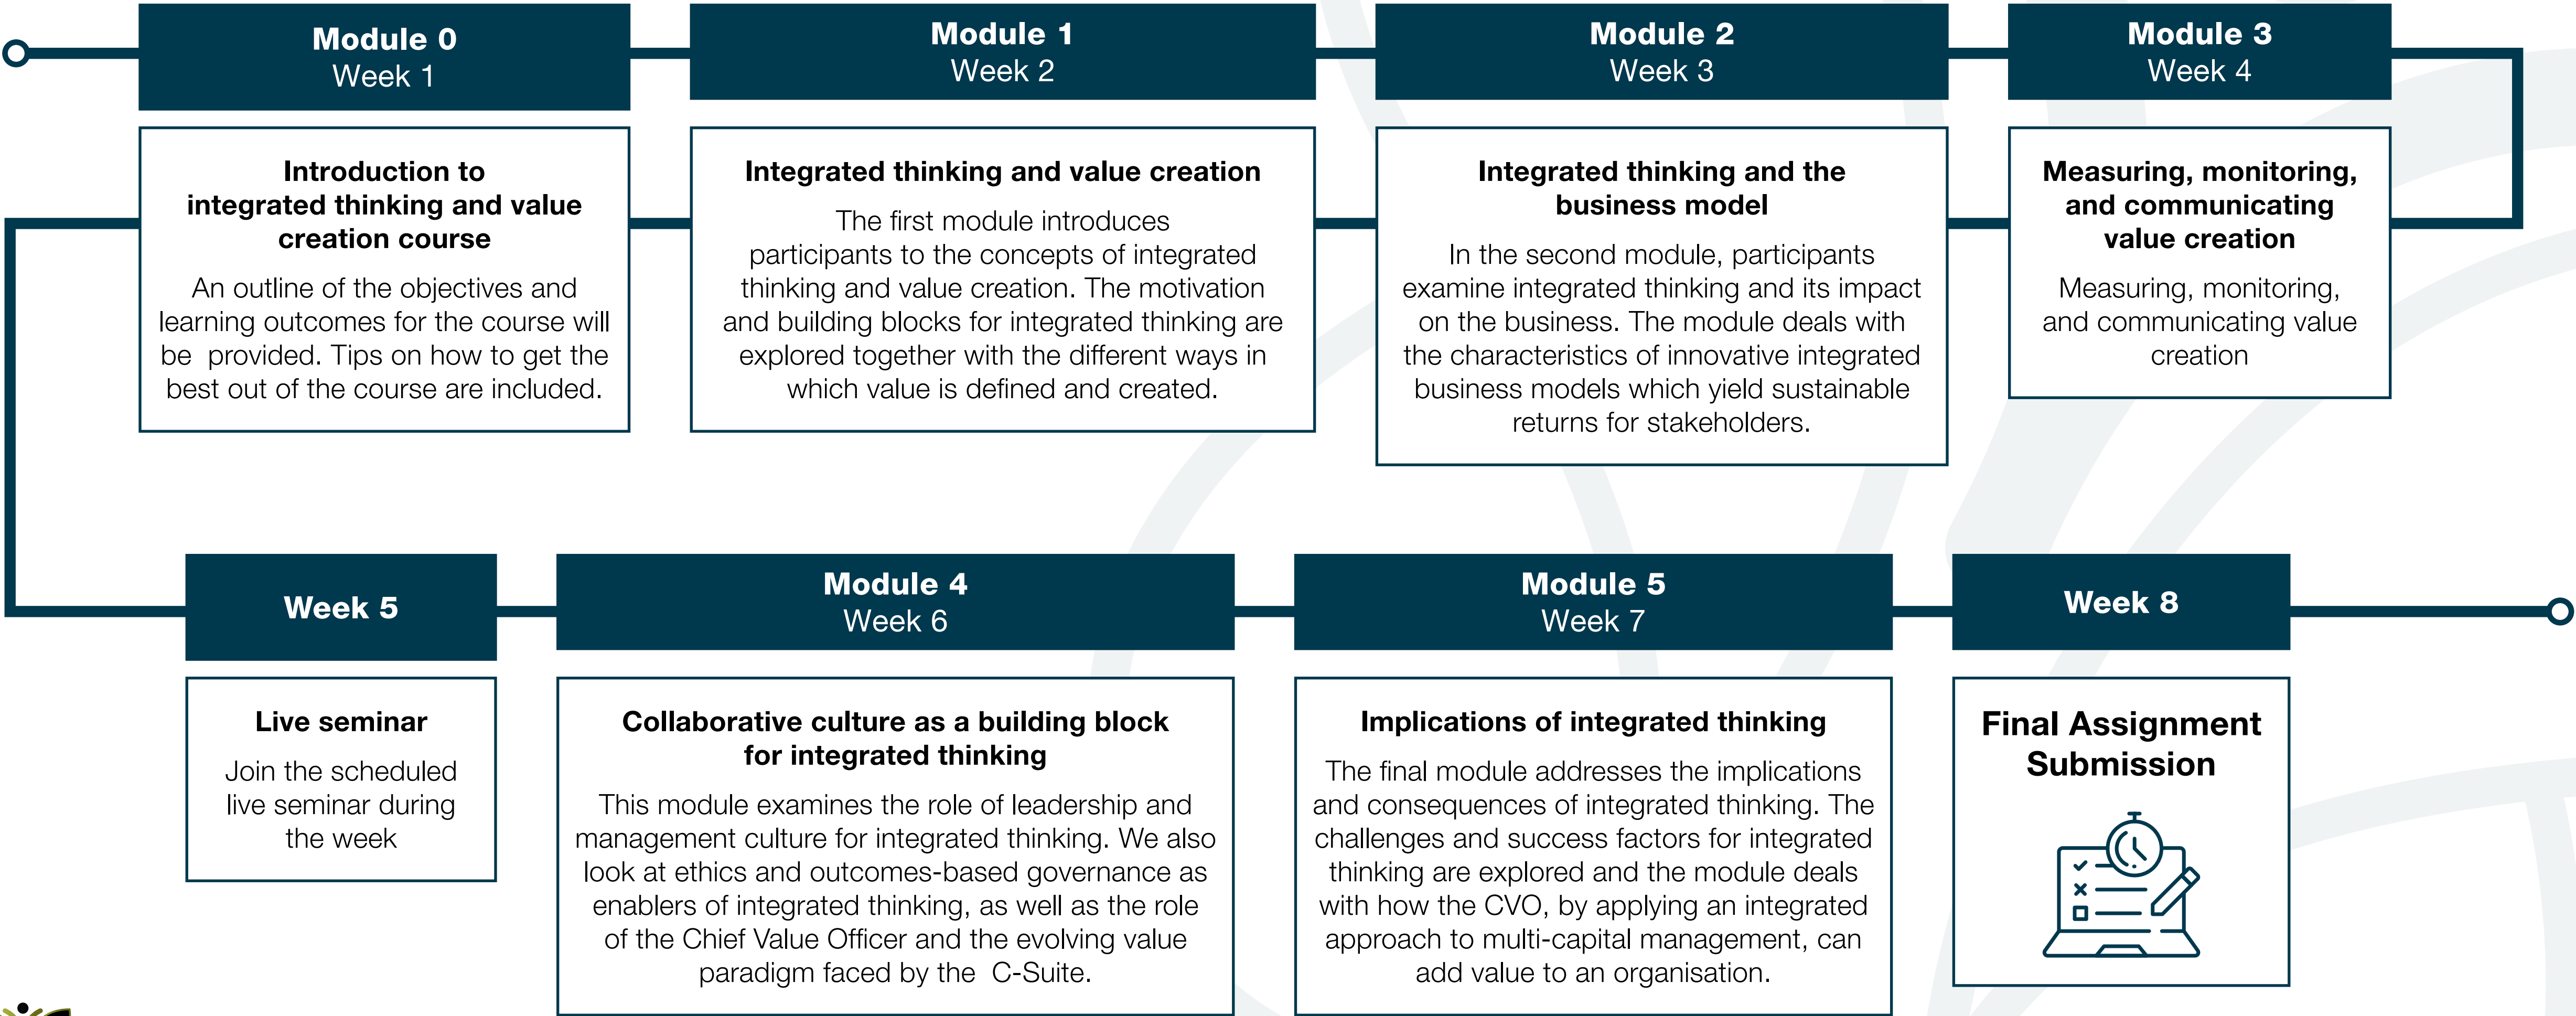 Module 0
Week 1
Module 1
Week 2
Module 2
Week 3
Module 3
Week 4
Introduction to
integrated thinking and value
creation course
An outline of the objectives and
learning outcomes for the course will
be provided. Tips on how to get the
best out of the course are included.
Integrated thinking and value creation
The first module introduces
participants to the concepts of integrated
thinking and value creation. The motivation
and building blocks for integrated thinking are
explored together with the different ways in
which value is defined and created.
Integrated thinking and the
business model
In the second module, participants
examine integrated thinking and its impact
on the business. The module deals with
the characteristics of innovative integrated
business models which yield sustainable
returns for stakeholders.
Measuring, monitoring,
and communicating
value creation
Measuring, monitoring,
and communicating value
creation
Week 5
Module 4
Week 6
Module 5
Week 7
Week 8
Live seminar
Join the scheduled
live seminar during
the week
Collaborative culture as a building block
for integrated thinking
This module examines the role of leadership and
management culture for integrated thinking. We also
look at ethics and outcomes-based governance as
enablers of integrated thinking, as well as the role
of the Chief Value Officer and the evolving value
paradigm faced by the C-Suite.
Implications of integrated thinking
The final module addresses the implications
and consequences of integrated thinking. The
challenges and success factors for integrated
thinking are explored and the module deals
with how the CVO, by applying an integrated
approach to multi-capital management, can
add value to an organisation.
Final Assignment
Submission